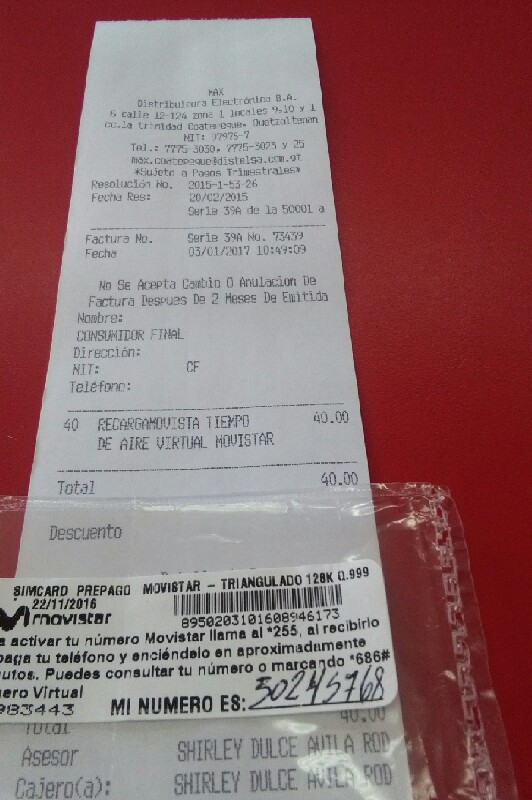 MAX
Distribuidora Electrónica S.A.
6 calle 12-124 zona 1 locales 9,10 y 1
cc.la trinidad Coatepeque, Quetzaltenan
NIT: 97975-7
Tel.: 7775-3030, 7775-3023 y 25
max.coatepeque@distelsa.com.gt
*Sujeto a Pagos Trimestrales*
Resolución No. 2015-1-53-26
Fecha Res: 20/02/2015
Serie 39A de la 50001 a
Factura No. Serie 39A No. 73439
Fecha 03/01/2017 10:49:09
No Se Acepta Cambio O Anulacion De
Factura Despues De 2 Meses De Emitida
Nombre:
CONSUMIDOR FINAL
Dirección:
NIT: CF
Teléfono:
40 RECARGAMOVISTA TIEMPO 40.00
DE AIRE VIRTUAL MOVISTAR
Total 40.00
Descuento
SIMCARD PREPAGO MOVISTAR - TRIANGULADO 128K 0.999
22/11/2016
movistar
8950203101608946173
a activar tu número Movistar llama al *255, al recibirlo
paga tu teléfono y enciéndelo en aproximadamente
utos. Puedes consultar tu número o marcando *686#
ero Virtual
983443 MI NUMERO ES: 50245768
Total 40.00
Asesor SHIRLEY DULCE AVILA ROD
Cajero(a): SHIRLEY DULCE AVILA ROD